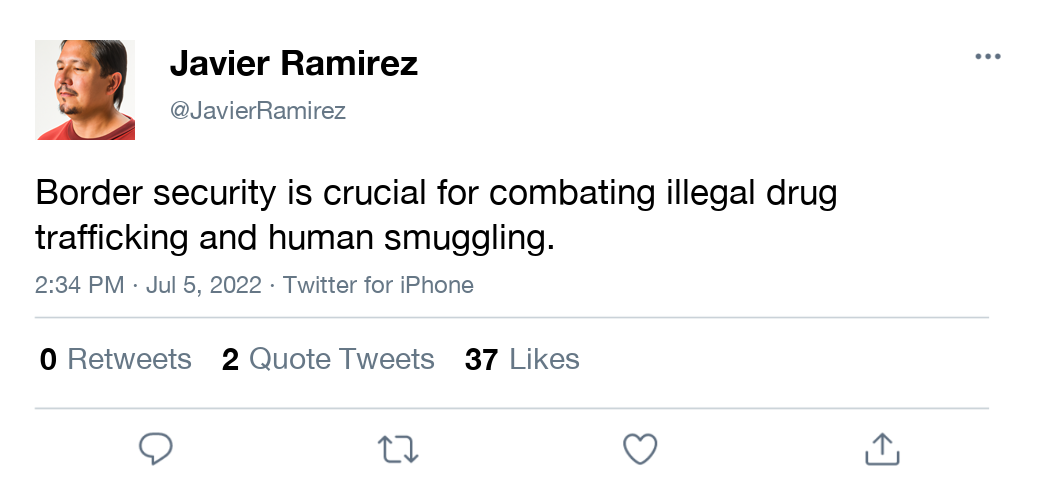 Javier Ramirez
@JavierRamirez
Border security is crucial for combating illegal drug
trafficking and human smuggling.
2:34 PM · Jul 5, 2022 · Twitter for iPhone
0 Retweets 2 Quote Tweets 37 Likes